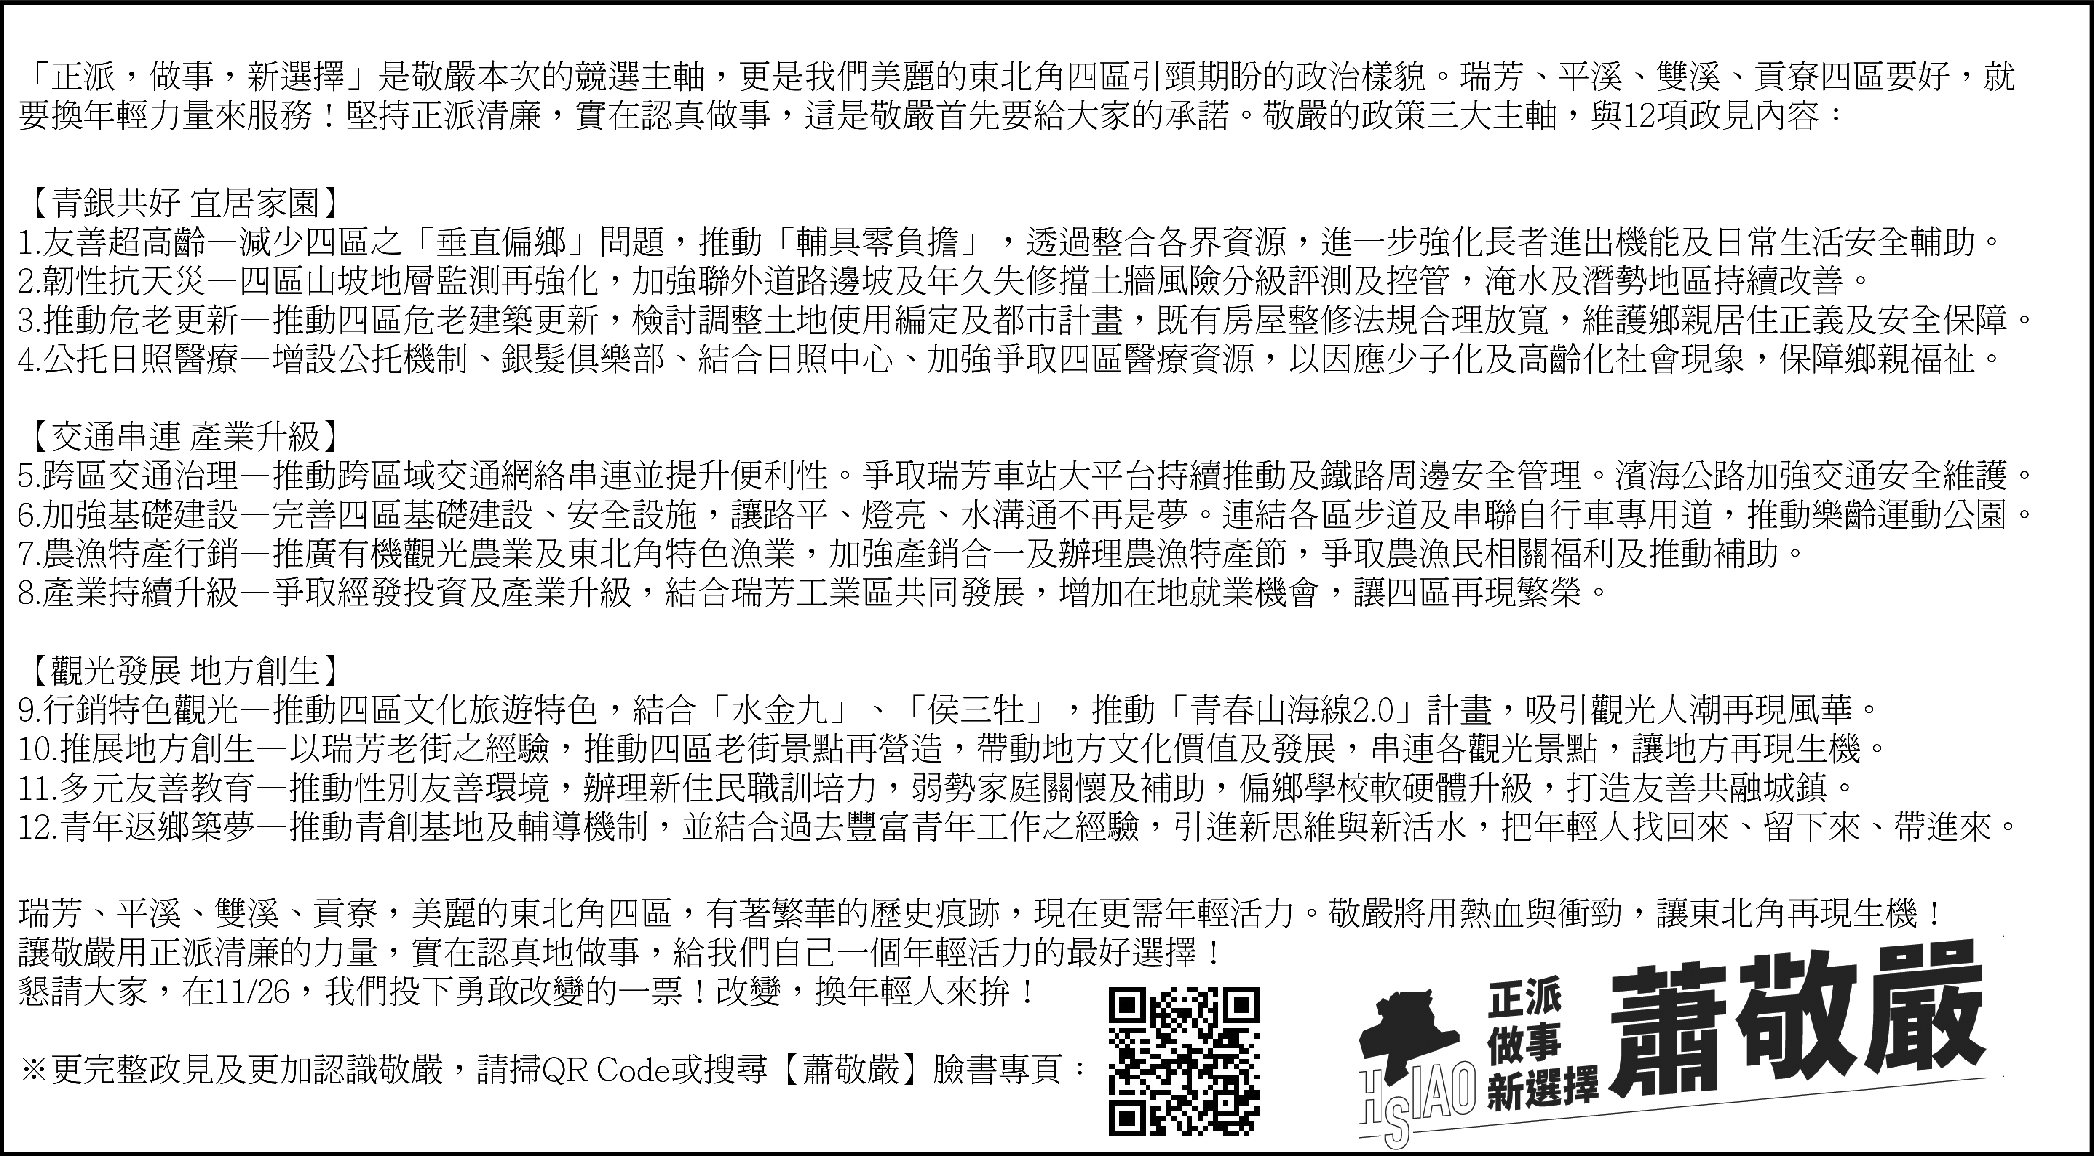 「正派，做事，新選擇」是敬嚴本次的競選主軸，更是我們美麗的東北角四區引頸期盼的政治樣貌。瑞芳、平溪、雙溪、貢寮四區要好，就
要換年輕力量來服務！堅持正派清廉，實在認真做事，這是敬嚴首先要給大家的承諾。敬嚴的政策三大主軸，與12項政見內容：
【青銀共好 宜居家園】
1.友善超高齡—減少四區之「垂直偏鄉」問題，推動「輔具零負擔」，透過整合各界資源，進一步強化長者進出機能及日常生活安全輔助。
2.韌性抗天災—四區山坡地層監測再強化，加強聯外道路邊坡及年久失修擋土牆風險分級評測及控管，淹水及潛勢地區持續改善。
3.推動危老更新—推動四區危老建築更新，檢討調整土地使用編定及都市計畫，既有房屋整修法規合理放寬，維護鄉親居住正義及安全保障。
4.公托日照醫療—增設公托機制、銀髮俱樂部、結合日照中心、加強爭取四區醫療資源，以因應少子化及高齡化社會現象，保障鄉親福祉。
【交通串連 產業升級】
5.跨區交通治理—推動跨區域交通網絡串連並提升便利性。爭取瑞芳車站大平台持續推動及鐵路周邊安全管理。濱海公路加強交通安全維護。
6.加強基礎建設—完善四區基礎建設、安全設施，讓路平、燈亮、水溝通不再是夢。連結各區步道及串聯自行車專用道，推動樂齡運動公園。
7.農漁特產行銷—推廣有機觀光農業及東北角特色漁業，加強產銷合一及辦理農漁特產節，爭取農漁民相關福利及推動補助。
8.產業持續升級—爭取經發投資及產業升級，結合瑞芳工業區共同發展，增加在地就業機會，讓四區再現繁榮。
【觀光發展 地方創生】
9.行銷特色觀光—推動四區文化旅遊特色，結合「水金九」、「侯三牡」，推動「青春山海線2.0」計畫，吸引觀光人潮再現風華。
10.推展地方創生—以瑞芳老街之經驗，推動四區老街景點再營造，帶動地方文化價值及發展，串連各觀光景點，讓地方再現生機。
11.多元友善教育—推動性別友善環境，辦理新住民職訓培力，弱勢家庭關懷及補助，偏鄉學校軟硬體升級，打造友善共融城鎮。
12.青年返鄉築夢—推動青創基地及輔導機制，並結合過去豐富青年工作之經驗，引進新思維與新活水，把年輕人找回來、留下來、帶進來。
瑞芳、平溪、雙溪、貢寮，美麗的東北角四區，有著繁華的歷史痕跡，現在更需年輕活力。敬嚴將用熱血與衝勁，讓東北角再現生機！
讓敬嚴用正派清廉的力量，實在認真地做事，給我們自己一個年輕活力的最好選擇！
懇請大家，在11/26，我們投下勇敢改變的一票！改變，換年輕人來拚！
※更完整政見及更加認識敬嚴，請掃QR Code或搜尋【蕭敬嚴】臉書專頁：
HSIAO
正派
做事
新選擇
蕭敬嚴